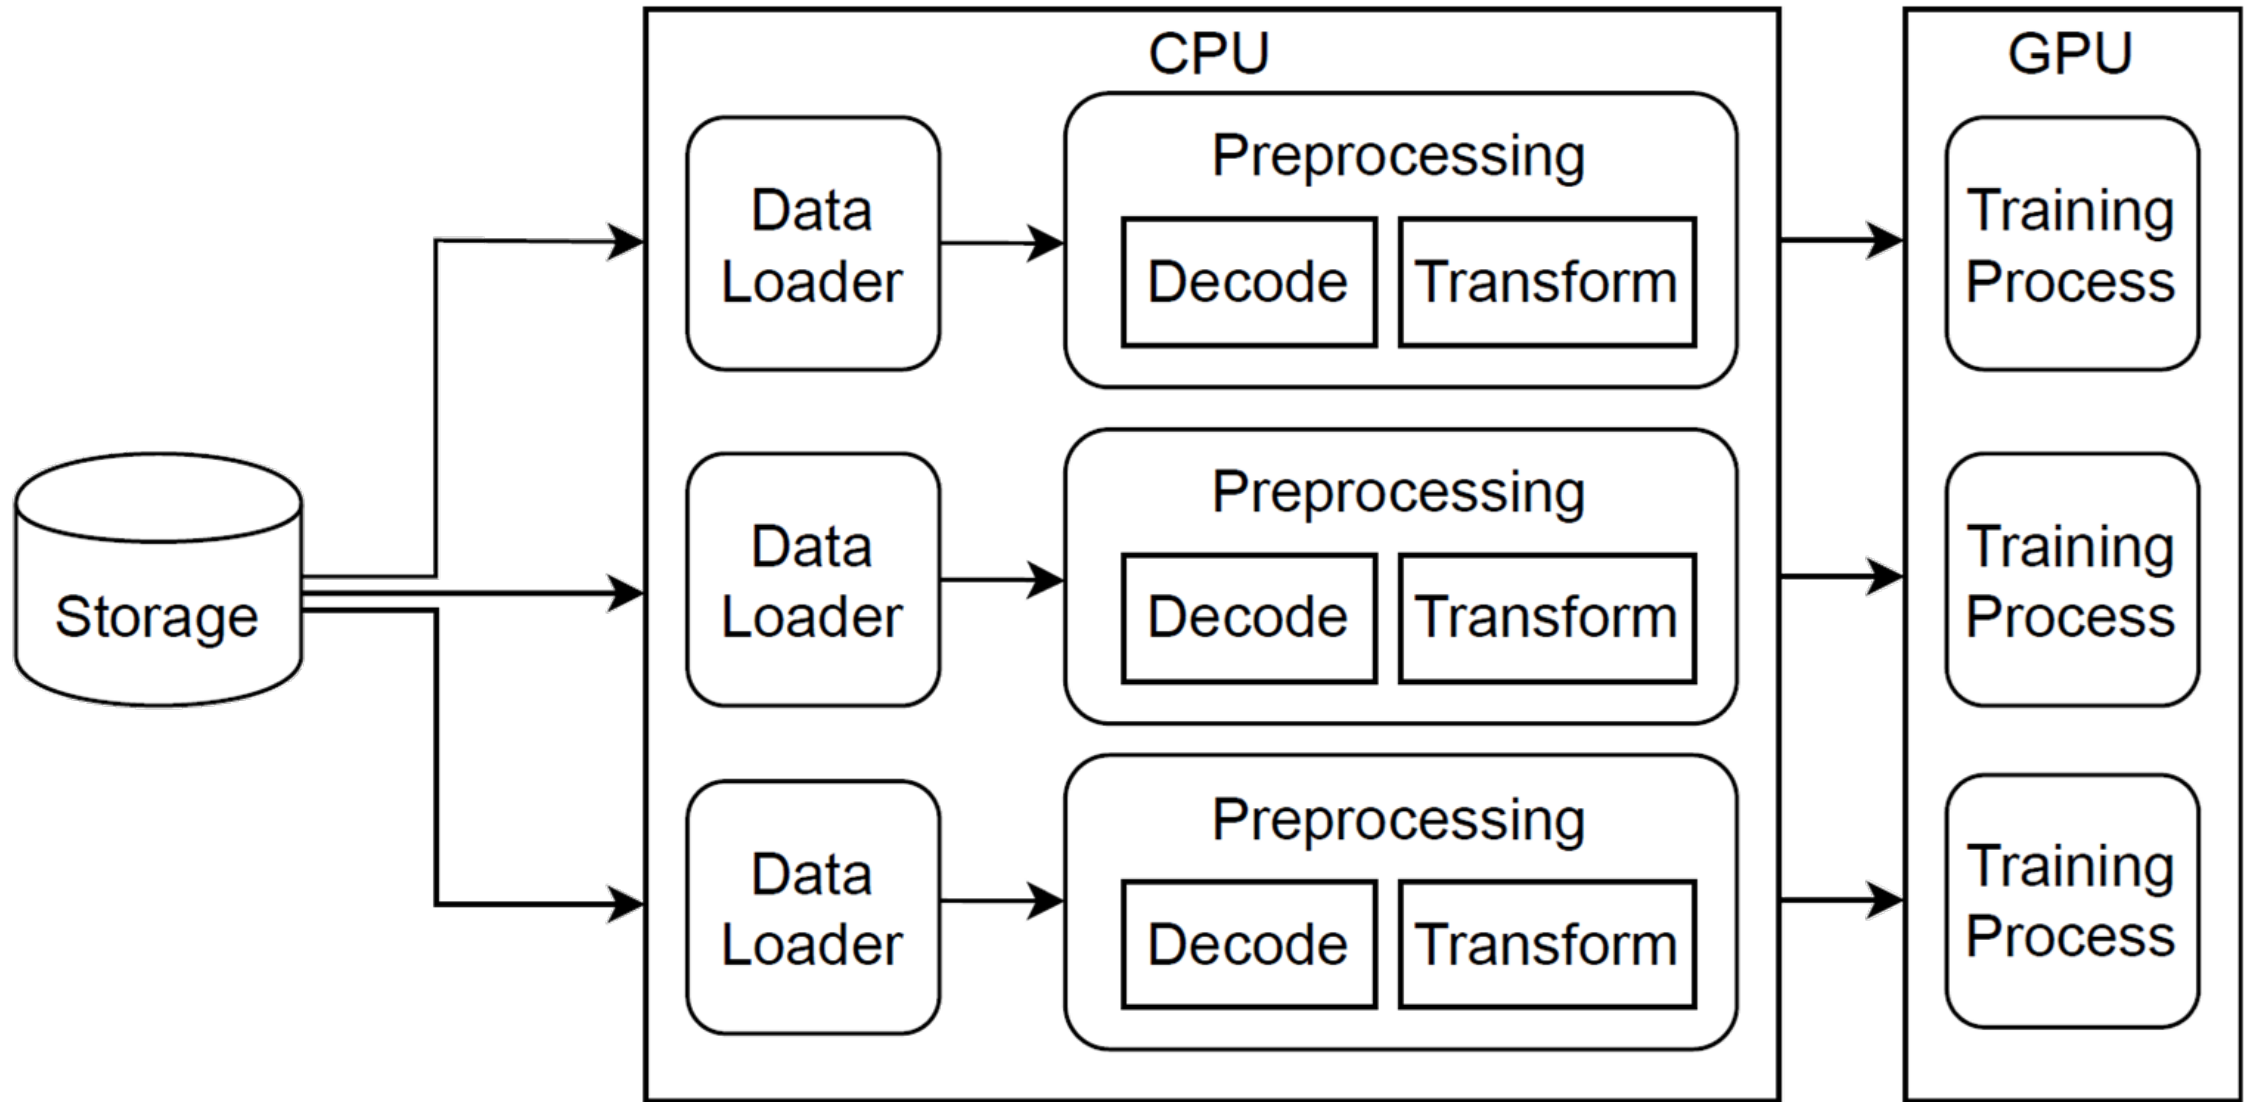 CPU
GPU
Preprocessing
Data
Loader
Decode
Transform
Training
Process
Storage
Preprocessing
Data
Loader
Decode
Transform
Training
Process
Preprocessing
Data
Loader
Decode
Transform
Training
Process